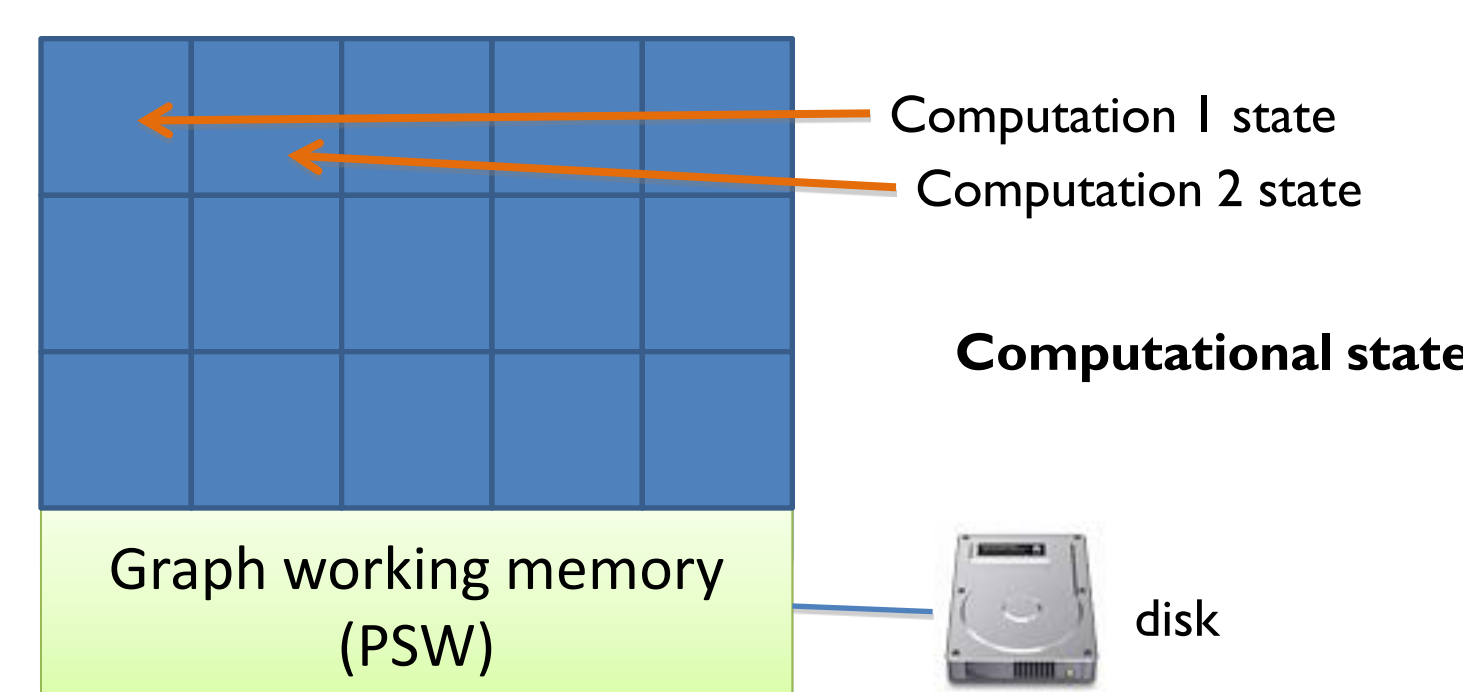 Computation 1 state
Computation 2 state
Computational state
Graph working memory
(PSW)
disk